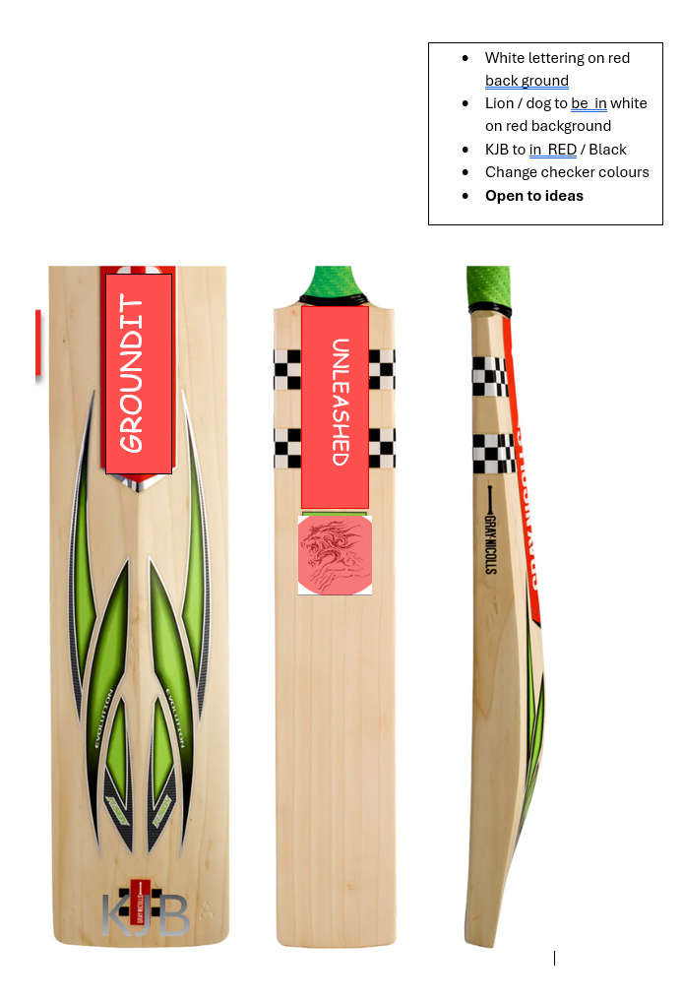 White lettering on red
back ground
Lion / dog to be in white
on red background
KJB to in RED / Black
Change checker colours
Open to ideas
GROUNDIT
UNLEASHED
GRAY-NICOLLS
EVOLUTION
EVOLUTION
GRAY-NICOLLS
KJB